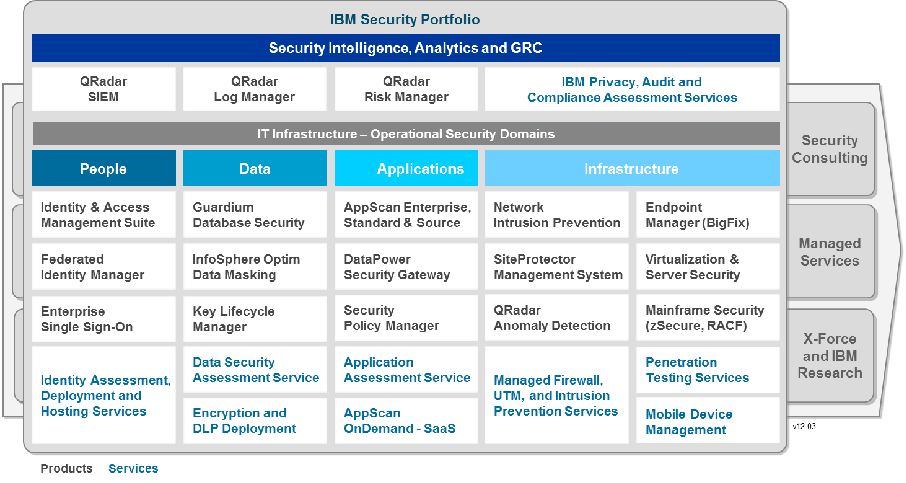 IBM Security Portfolio
Security Intelligence, Analytics and GRC
QRadar
SIEM
QRadar
Log Manager
QRadar
Risk Manager
IBM Privacy, Audit and
Compliance Assessment Services
IT Infrastructure – Operational Security Domains
People
Data
Applications
Infrastructure
Identity & Access
Management Suite
Guardium
Database Security
AppScan Enterprise,
Standard & Source
Network
Intrusion Prevention
Endpoint
Manager (BigFix)
Federated
Identity Manager
InfoSphere Optim
Data Masking
DataPower
Security Gateway
SiteProtector
Management System
Virtualization &
Server Security
Enterprise
Single Sign-On
Key Lifecycle
Manager
Security
Policy Manager
QRadar
Anomaly Detection
Mainframe Security
(zSecure, RACF)
Identity Assessment,
Deployment and
Hosting Services
Data Security
Assessment Service
Encryption and
DLP Deployment
Application
Assessment Service
AppScan
OnDemand - SaaS
Managed Firewall,
UTM, and Intrusion
Prevention Services
Penetration
Testing Services
Mobile Device
Management
Security
Consulting
Managed
Services
X-Force
and IBM
Research
v12-03
Products Services